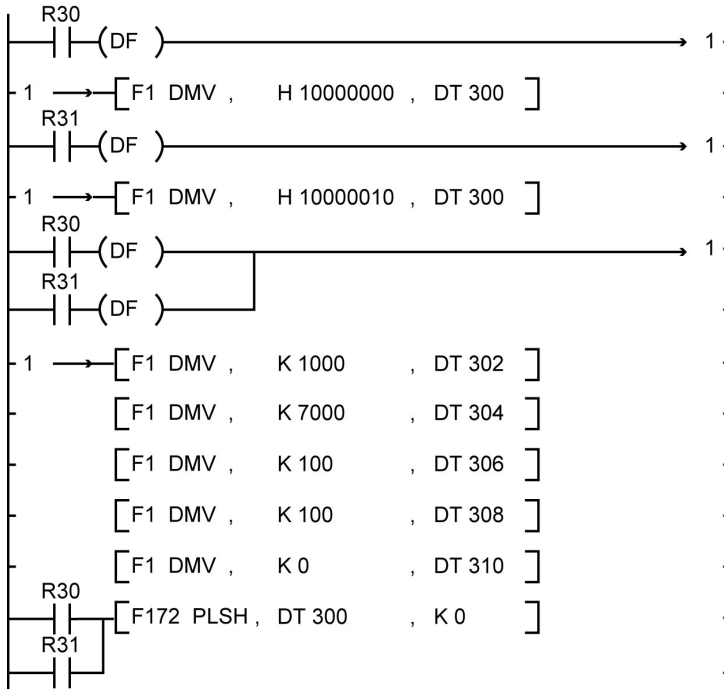 R30
(DF ) 1
1 [F1 DMV , H 10000000 , DT 300 ]
R31
(DF ) 1
1 [F1 DMV , H 10000010 , DT 300 ]
R30
(DF ) 1
R31
(DF )
1 [F1 DMV , K 1000 , DT 302 ]
[F1 DMV , K 7000 , DT 304 ]
[F1 DMV , K 100 , DT 306 ]
[F1 DMV , K 100 , DT 308 ]
[F1 DMV , K 0 , DT 310 ]
R30
[F172 PLSH , DT 300 , K 0 ]
R31